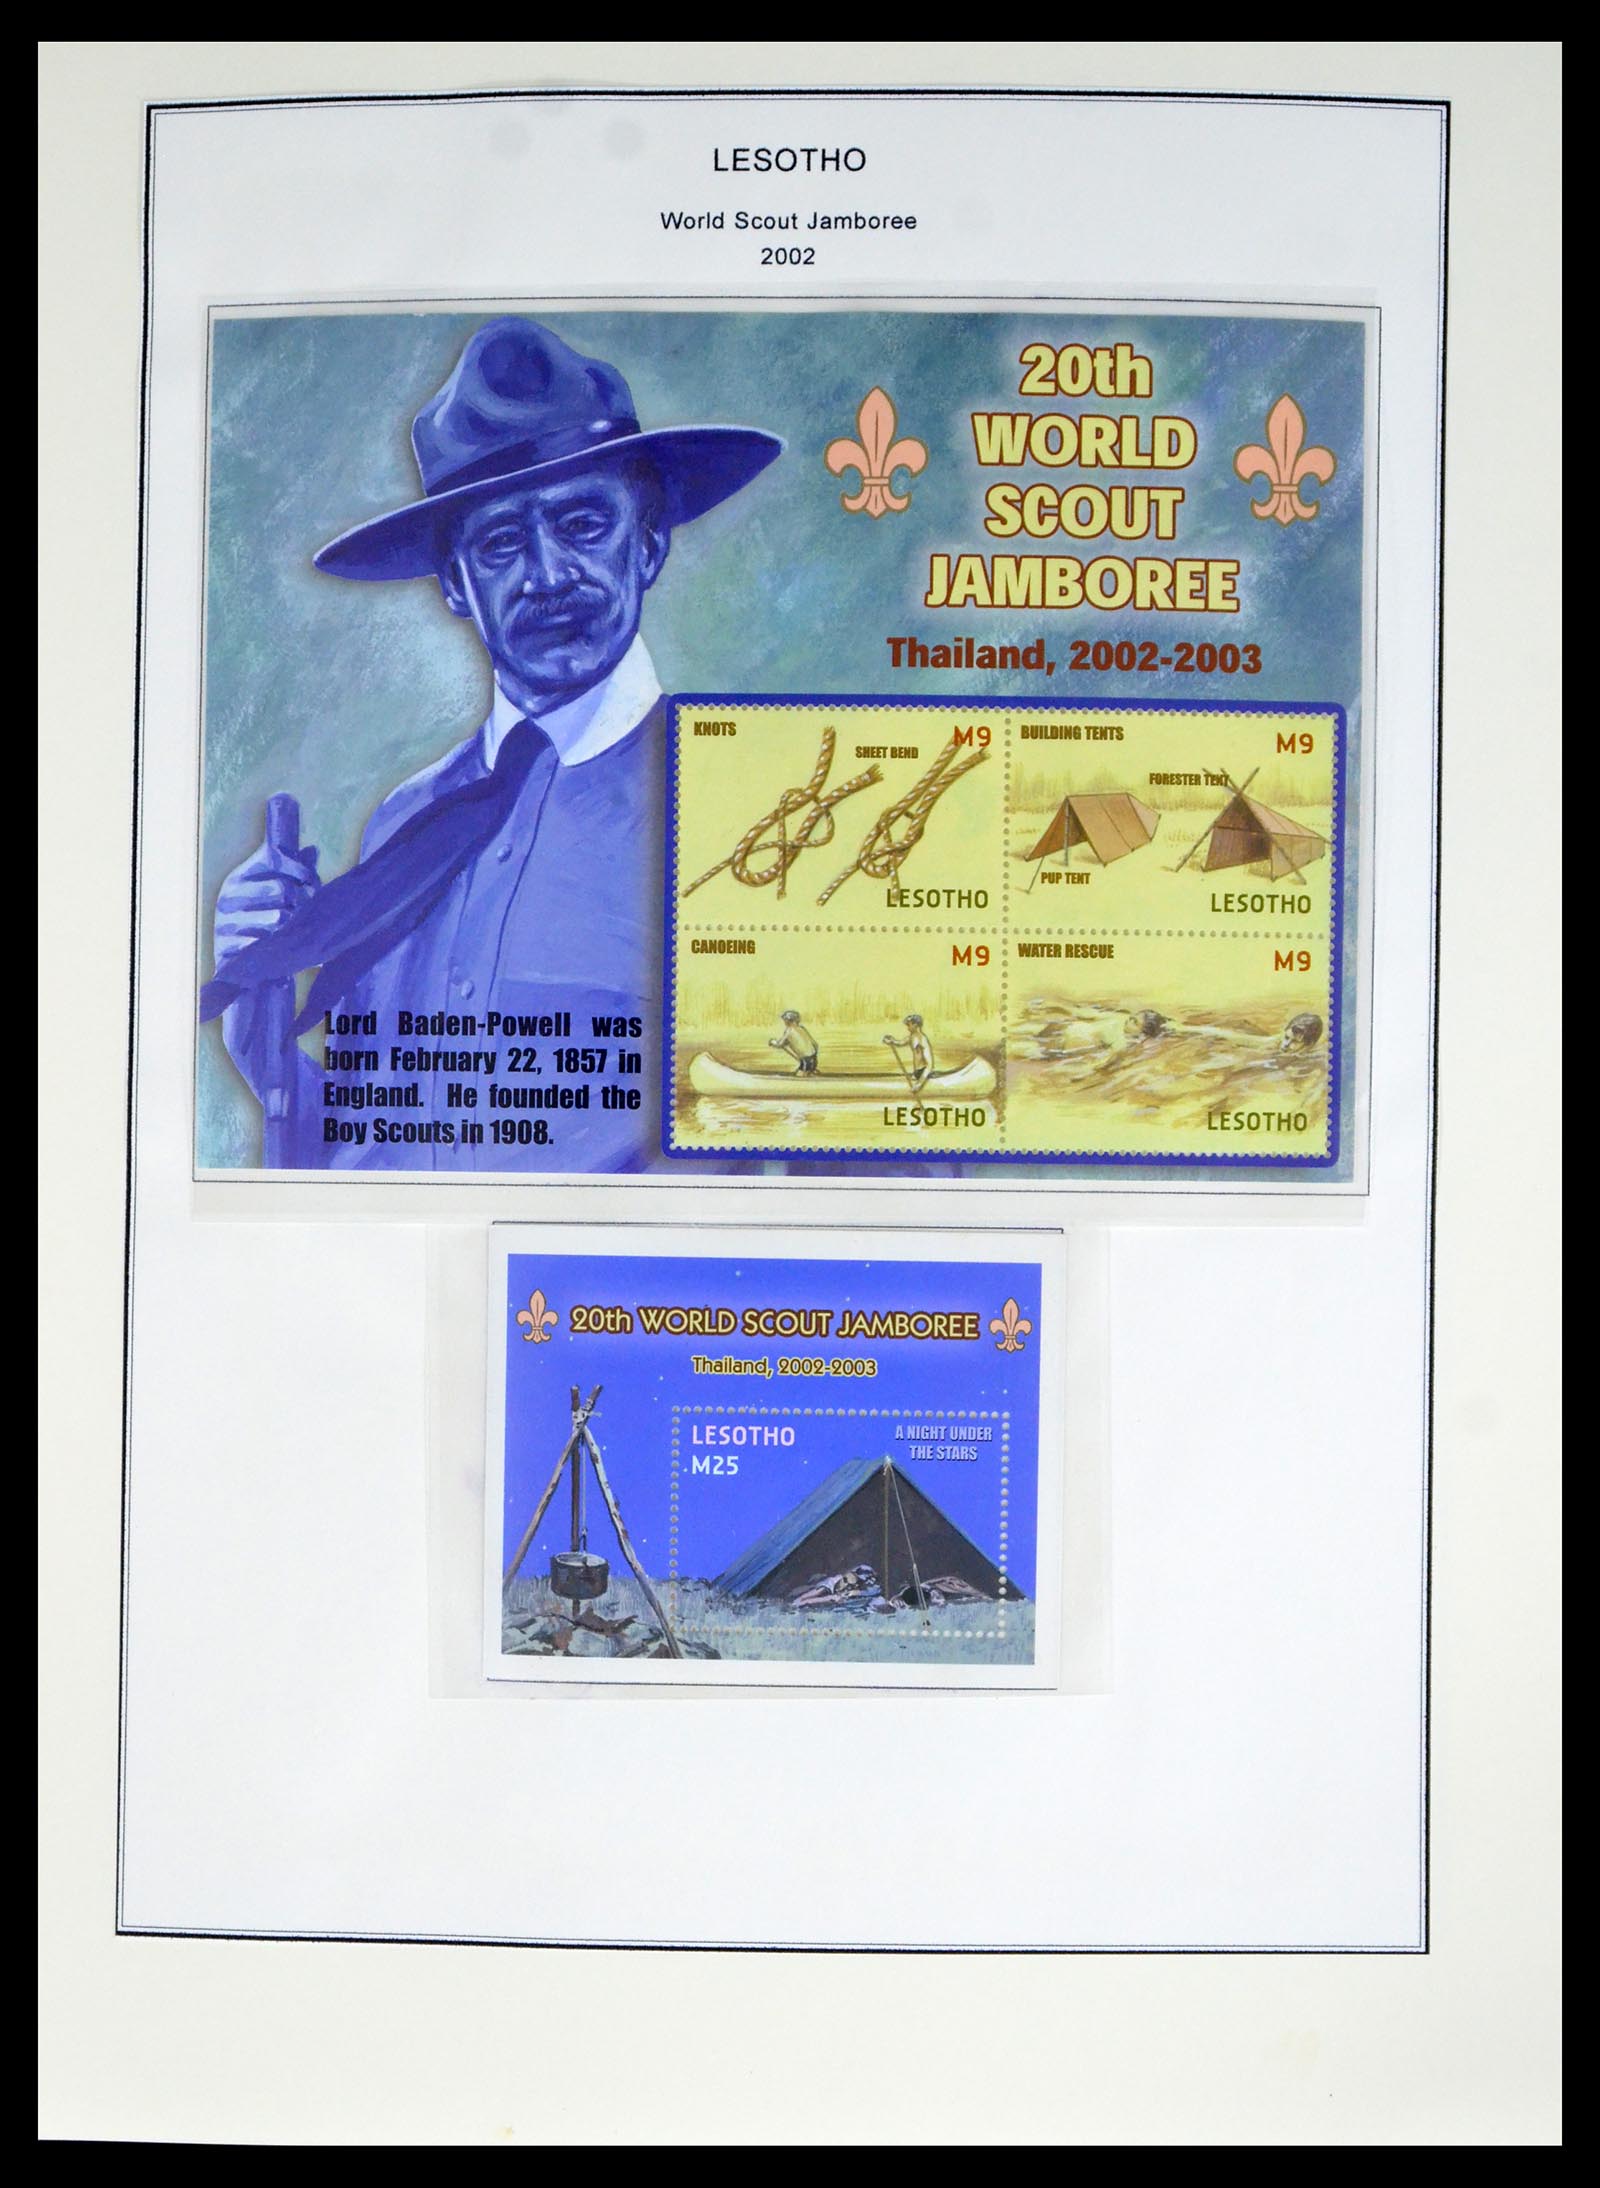 LESOTHO
World Scout Jamboree
2002
20th
WORLD
SCOUT
JAMBOREE
Thailand, 2002-2003
KNOTS
M9
SHEET BEND
LESOTHO
BUILDING TENTS
M9
FORESTER TENT
PUP TENT
LESOTHO
CANOEING
M9
LESOTHO
WATER RESCUE
M9
LESOTHO
Lord Baden-Powell was
born February 22, 1857 in
England. He founded the
Boy Scouts in 1908.
20th WORLD SCOUT JAMBOREE
Thailand, 2002-2003
LESOTHO
M25
A NIGHT UNDER
THE STARS